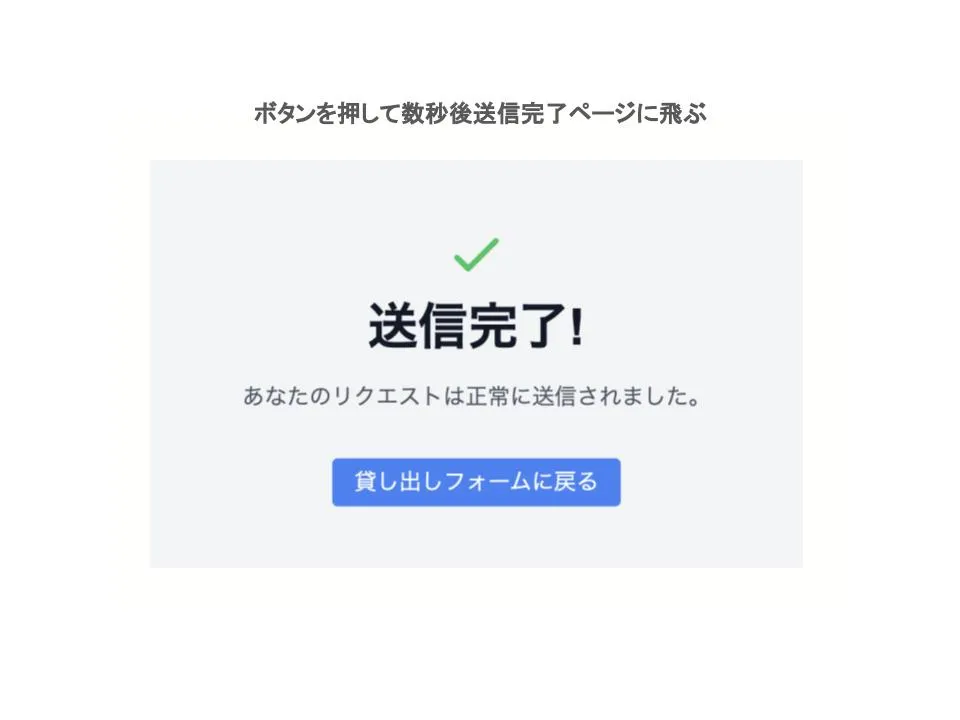 ボタンを押して数秒後送信完了ページに飛ぶ
送信完了!
あなたのリクエストは正常に送信されました。
貸し出しフォームに戻る